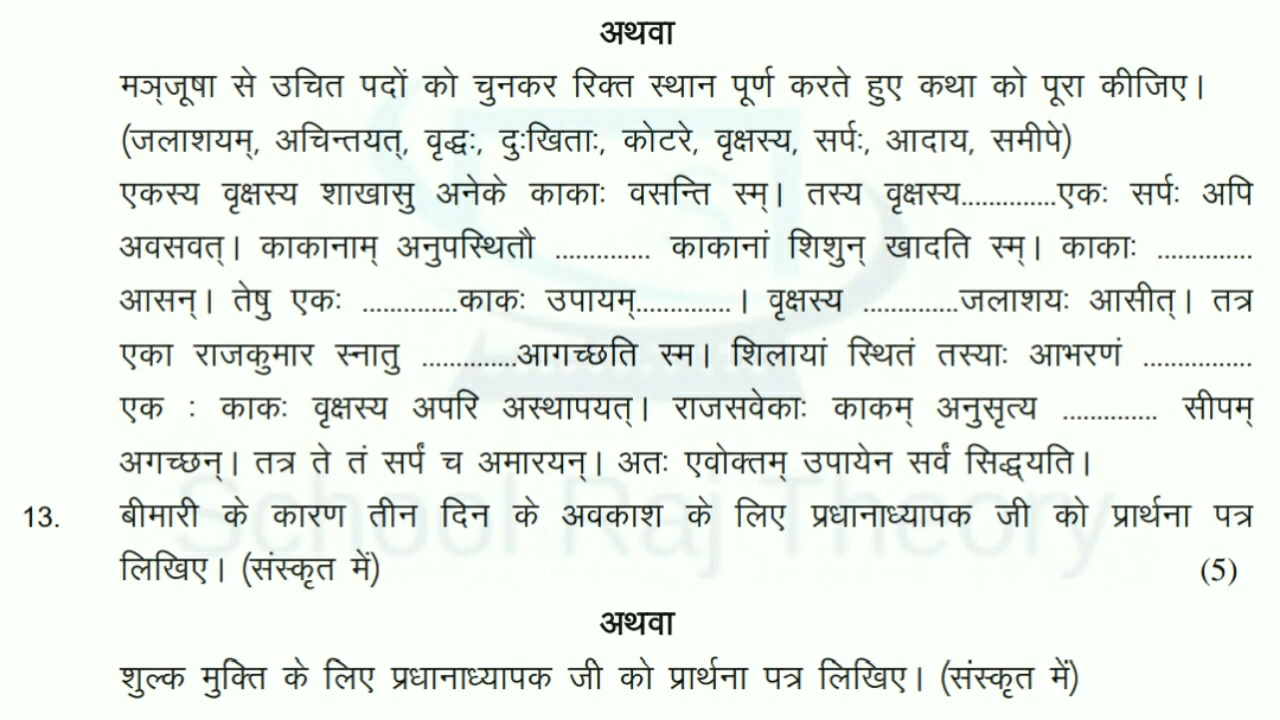 अथवा
मञ्जूषा से उचित पदों को चुनकर रिक्त स्थान पूर्ण करते हुए कथा को पूरा कीजिए।
(जलाशयम्, अचिन्तयत्, वृद्धः, दुःखिताः, कोटरे, वृक्षस्य, सर्पः, आदाय, समीपे)
एकस्य वृक्षस्य शाखासु अनेके काकाः वसन्ति स्म्। तस्य वृक्षस्य..............एकः सर्पः अपि
अवसवत्। काकानाम् अनुपस्थितौ .............. काकानां शिशुन् खादति स्म्। काकाः ..............
आसन्। तेषु एकः ..............काकः उपायम्..............। वृक्षस्य ..............जलाशयः आसीत्। तत्र
एका राजकुमार स्नातु ..............आगच्छति स्म। शिलायां स्थितं तस्याः आभरणं ................
एक : काकः वृक्षस्य अपरि अस्थापयत्। राजसवेकाः काकम् अनुसृत्य .............. सीपम्
अगच्छन्। तत्र ते तं सर्पं च अमारयन्। अतः एवोक्तम् उपायेन सर्वं सिद्धयति।
13. बीमारी के कारण तीन दिन के अवकाश के लिए प्रधानाध्यापक जी को प्रार्थना पत्र
लिखिए। (संस्कृत में) (5)
School Raj Theory
अथवा
शुल्क मुक्ति के लिए प्रधानाध्यापक जी को प्रार्थना पत्र लिखिए। (संस्कृत में)